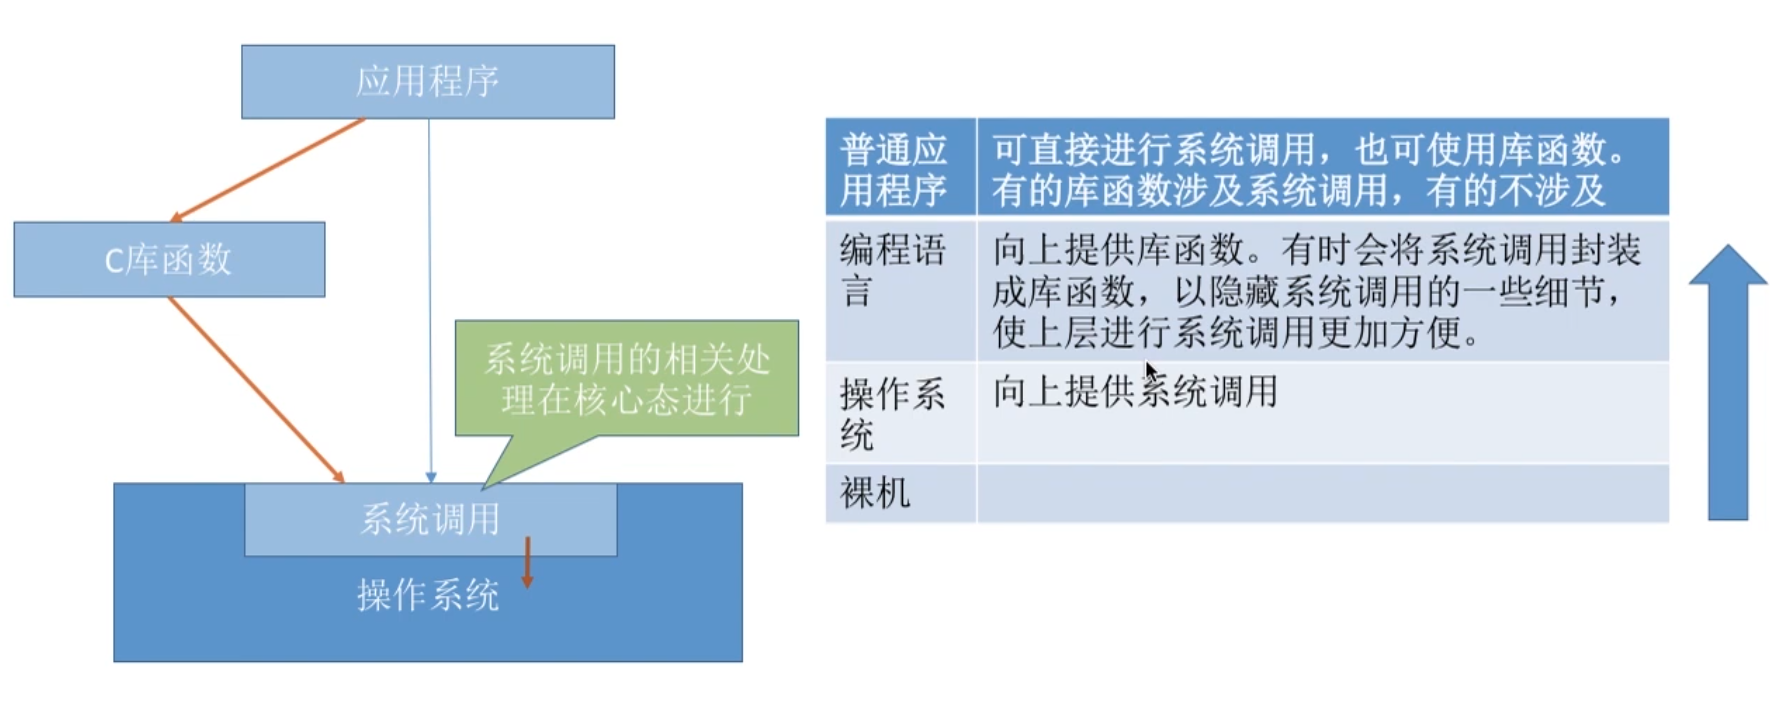 应用程序
C库函数
系统调用的相关处
理在核心态进行
系统调用
操作系统
普通应
用程序
可直接进行系统调用，也可使用库函数。
有的库函数涉及系统调用，有的不涉及
编程语
言
向上提供库函数。有时会将系统调用封装
成库函数，以隐藏系统调用的一些细节，
使上层进行系统调用更加方便。
操作系
统
向上提供系统调用
裸机